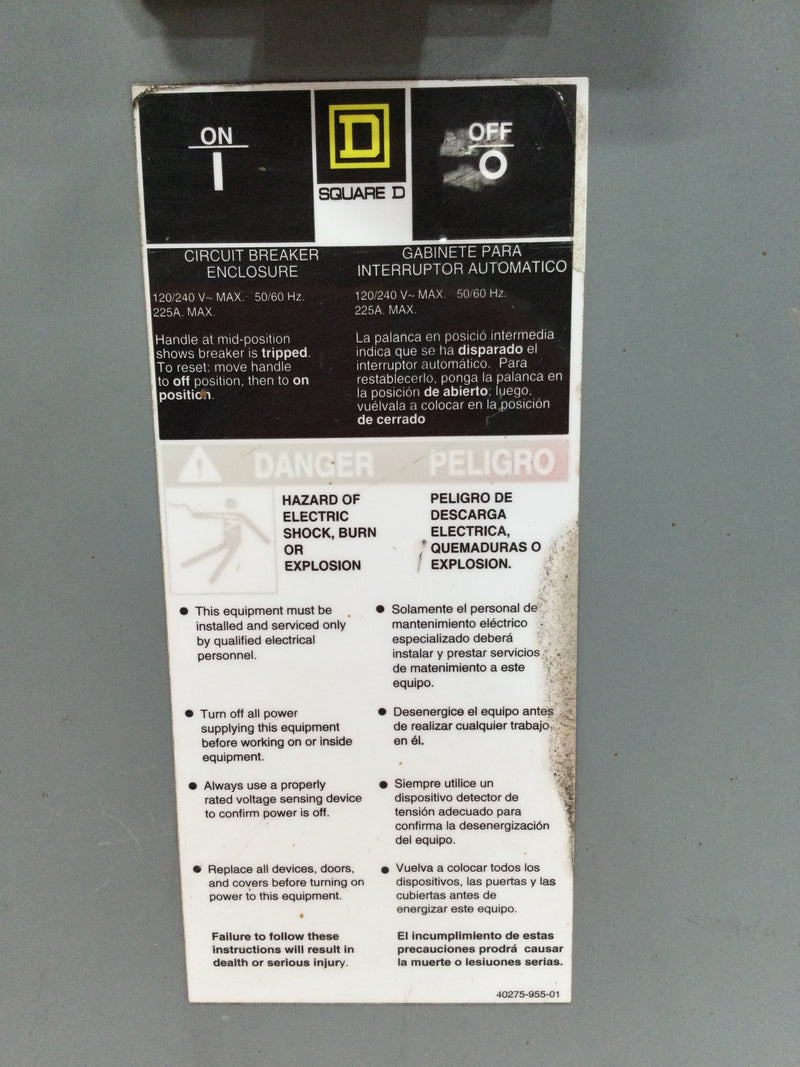 ON
I
D
SQUARE D
OFF
O
CIRCUIT BREAKER
ENCLOSURE
120/240 V~ MAX. 50/60 Hz.
225A. MAX.
Handle at mid-position
shows breaker is tripped.
To reset: move handle
to off position, then to on
position.
GABINETE PARA
INTERRUPTOR AUTOMATICO
120/240 V~ MAX. 50/60 Hz.
225A. MAX.
La palanca en posició intermedia
indica que se ha disparado el
interruptor automático. Para
restablecerlo, ponga la palanca en
la posición de abierto; luego,
vuélvala a colocar en la posición
de cerrado
DANGER
PELIGRO
HAZARD OF
ELECTRIC
SHOCK, BURN
OR
EXPLOSION
PELIGRO DE
DESCARGA
ELECTRICA,
QUEMADURAS O
EXPLOSION.
● This equipment must be
installed and serviced only
by qualified electrical
personnel.
● Turn off all power
supplying this equipment
before working on or inside
equipment.
● Always use a properly
rated voltage sensing device
to confirm power is off.
● Replace all devices, doors,
and covers before turning on
power to this equipment.
Failure to follow these
instructions will result in
dealth or serious injury.
● Solamente el personal de
mantenimiento eléctrico
especializado deberá
instalar y prestar servicios
de matenimiento a este
equipo.
● Desenergice el equipo antes
de realizar cualquier trabajo
en él.
● Siempre utilice un
dispositivo detector de
tensión adecuado para
confirma la desenergización
del equipo.
● Vuelva a colocar todos los
dispositivos, las puertas y las
cubiertas antes de
energizar este equipo.
El incumplimiento de estas
precauciones prodrá causar
la muerte o lesiuones serias.
40275-955-01